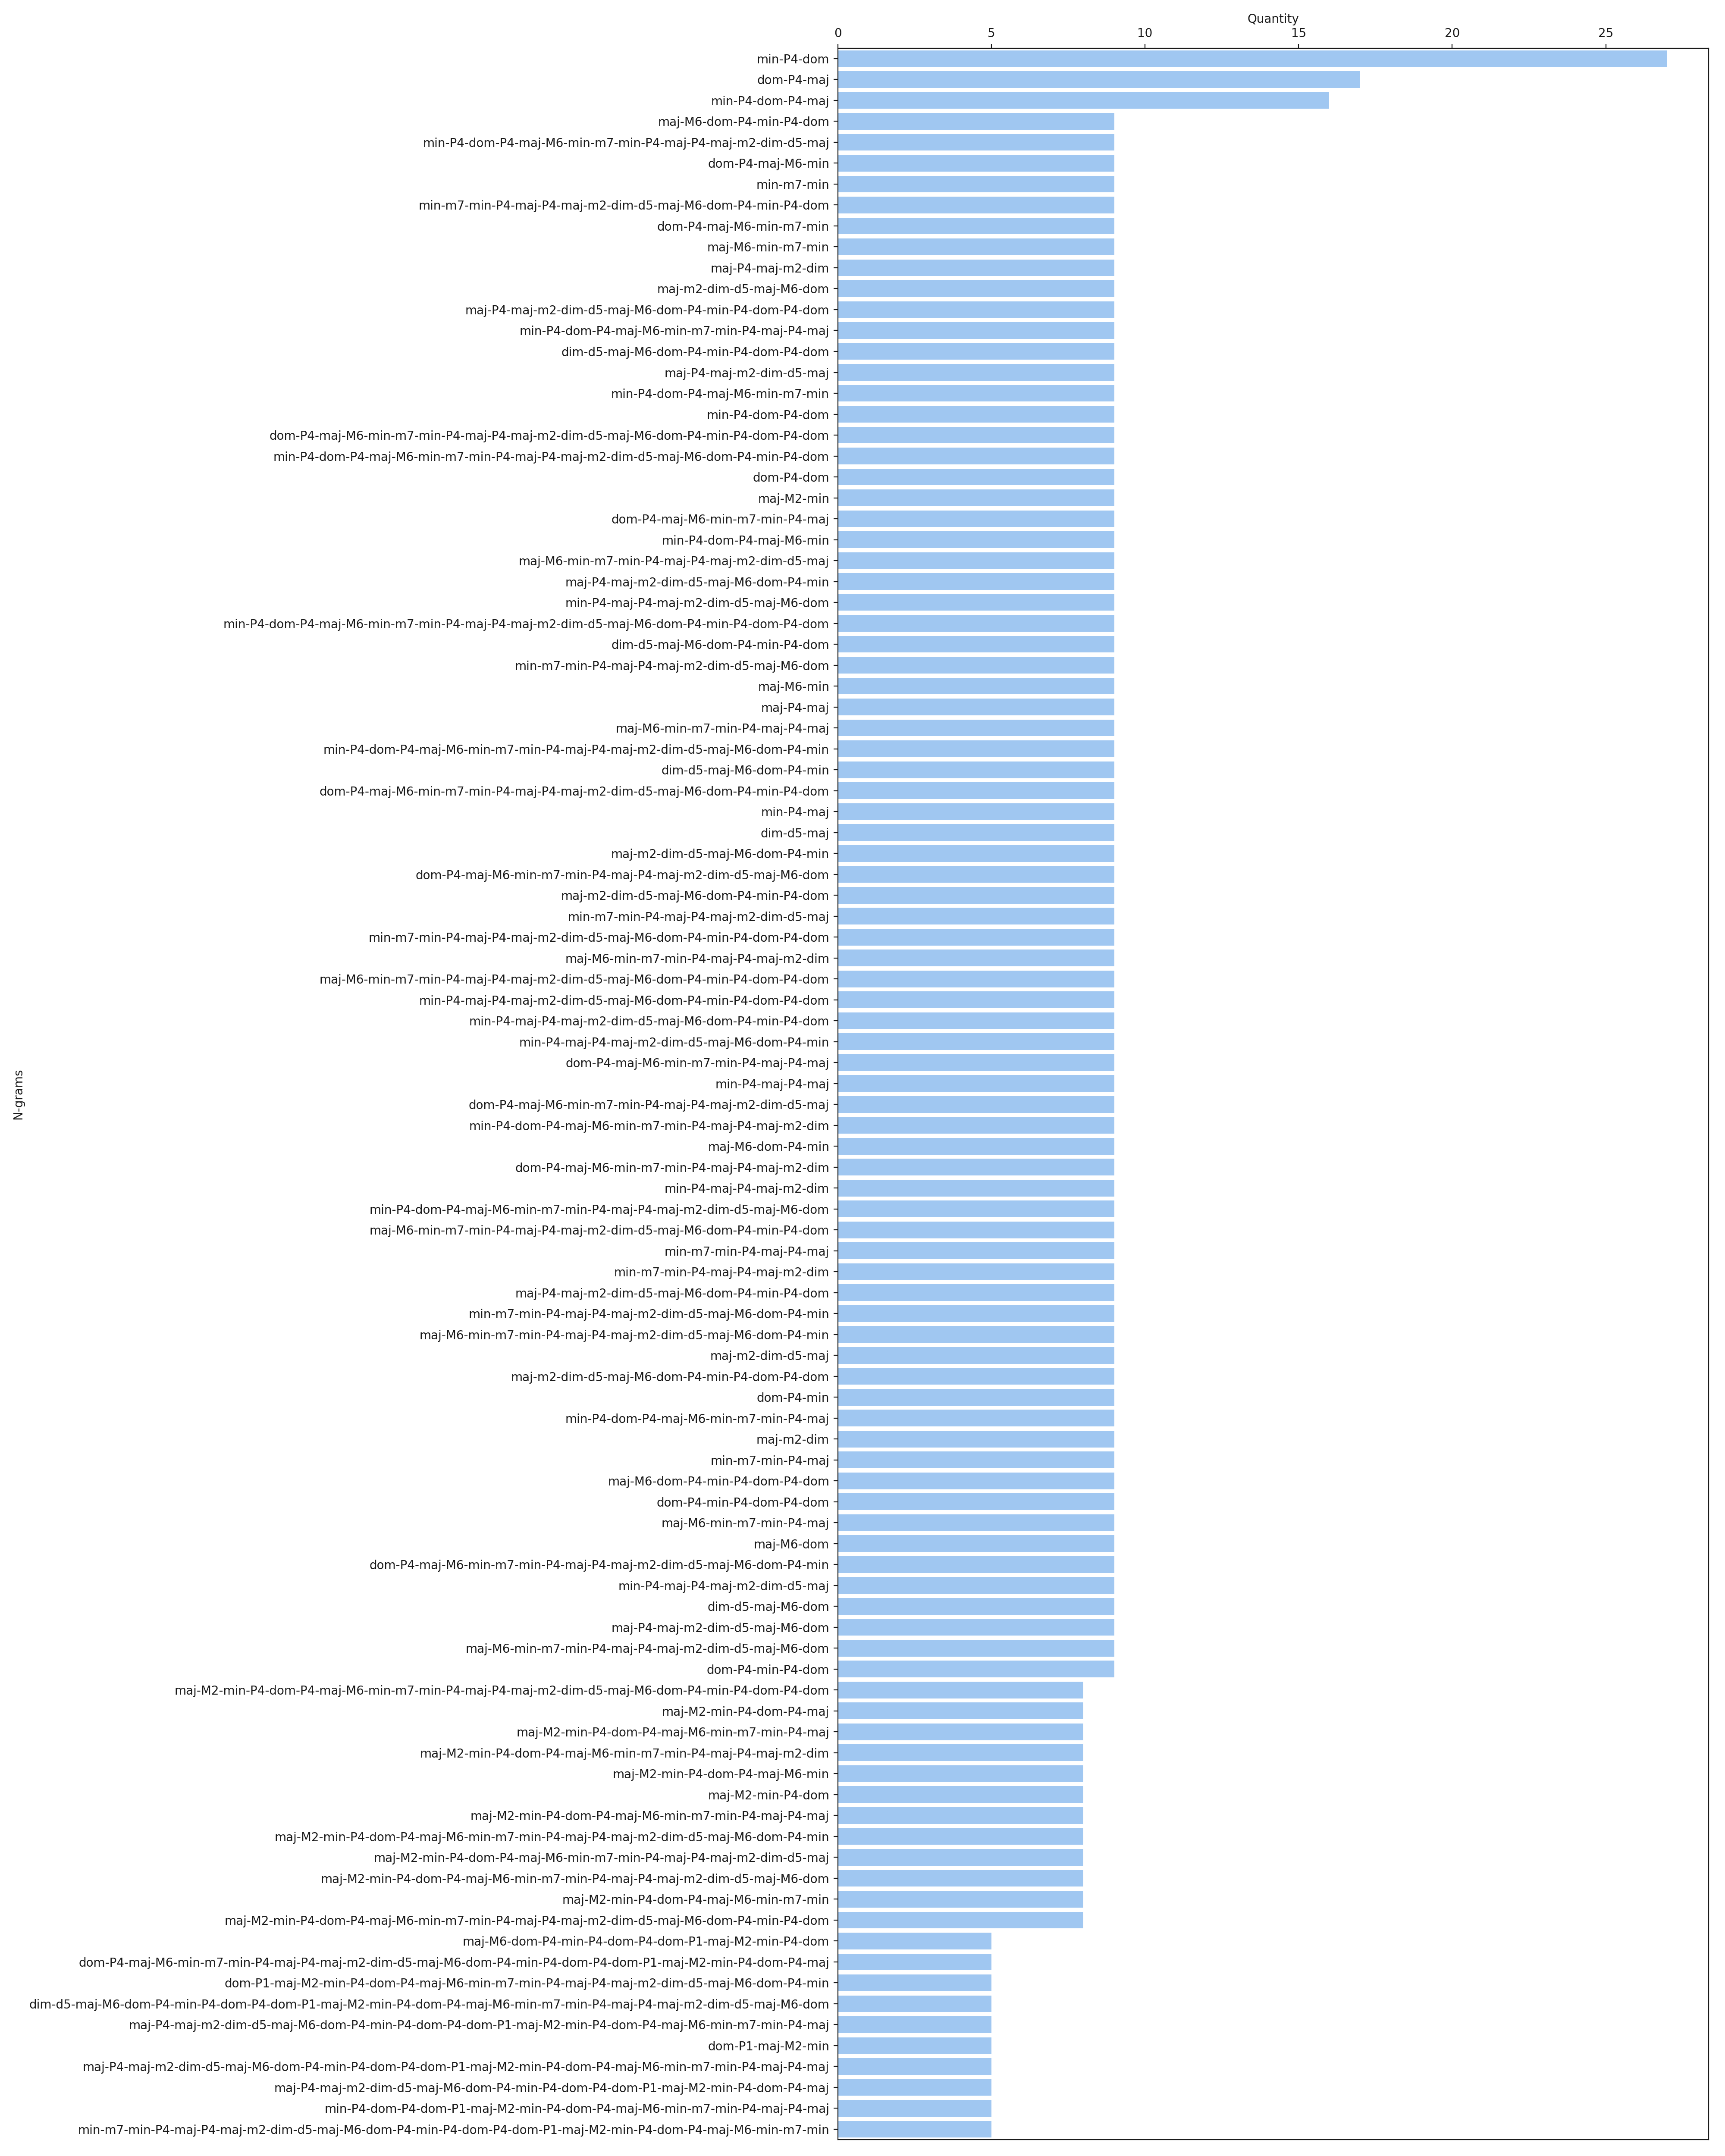 Quantity
0 5 10 15 20 25
min-P4-dom
dom-P4-maj
min-P4-dom-P4-maj
maj-M6-dom-P4-min-P4-dom
min-P4-dom-P4-maj-M6-min-m7-min-P4-maj-P4-maj-m2-dim-d5-maj
dom-P4-maj-M6-min
min-m7-min
min-m7-min-P4-maj-P4-maj-m2-dim-d5-maj-M6-dom-P4-min-P4-dom
dom-P4-maj-M6-min-m7-min
maj-M6-min-m7-min
maj-P4-maj-m2-dim
maj-m2-dim-d5-maj-M6-dom
maj-P4-maj-m2-dim-d5-maj-M6-dom-P4-min-P4-dom-P4-dom
min-P4-dom-P4-maj-M6-min-m7-min-P4-maj-P4-maj
dim-d5-maj-M6-dom-P4-min-P4-dom-P4-dom
maj-P4-maj-m2-dim-d5-maj
min-P4-dom-P4-maj-M6-min-m7-min
min-P4-dom-P4-dom
dom-P4-maj-M6-min-m7-min-P4-maj-P4-maj-m2-dim-d5-maj-M6-dom-P4-min-P4-dom-P4-dom
min-P4-dom-P4-maj-M6-min-m7-min-P4-maj-P4-maj-m2-dim-d5-maj-M6-dom-P4-min-P4-dom
dom-P4-dom
maj-M2-min
dom-P4-maj-M6-min-m7-min-P4-maj
min-P4-dom-P4-maj-M6-min
maj-M6-min-m7-min-P4-maj-P4-maj-m2-dim-d5-maj
maj-P4-maj-m2-dim-d5-maj-M6-dom-P4-min
min-P4-maj-P4-maj-m2-dim-d5-maj-M6-dom
min-P4-dom-P4-maj-M6-min-m7-min-P4-maj-P4-maj-m2-dim-d5-maj-M6-dom-P4-min-P4-dom-P4-dom
dim-d5-maj-M6-dom-P4-min-P4-dom
min-m7-min-P4-maj-P4-maj-m2-dim-d5-maj-M6-dom
maj-M6-min
maj-P4-maj
maj-M6-min-m7-min-P4-maj-P4-maj
min-P4-dom-P4-maj-M6-min-m7-min-P4-maj-P4-maj-m2-dim-d5-maj-M6-dom-P4-min
dim-d5-maj-M6-dom-P4-min
dom-P4-maj-M6-min-m7-min-P4-maj-P4-maj-m2-dim-d5-maj-M6-dom-P4-min-P4-dom
min-P4-maj
dim-d5-maj
maj-m2-dim-d5-maj-M6-dom-P4-min
dom-P4-maj-M6-min-m7-min-P4-maj-P4-maj-m2-dim-d5-maj-M6-dom
maj-m2-dim-d5-maj-M6-dom-P4-min-P4-dom
min-m7-min-P4-maj-P4-maj-m2-dim-d5-maj
min-m7-min-P4-maj-P4-maj-m2-dim-d5-maj-M6-dom-P4-min-P4-dom-P4-dom
maj-M6-min-m7-min-P4-maj-P4-maj-m2-dim
maj-M6-min-m7-min-P4-maj-P4-maj-m2-dim-d5-maj-M6-dom-P4-min-P4-dom-P4-dom
min-P4-maj-P4-maj-m2-dim-d5-maj-M6-dom-P4-min-P4-dom-P4-dom
min-P4-maj-P4-maj-m2-dim-d5-maj-M6-dom-P4-min-P4-dom
min-P4-maj-P4-maj-m2-dim-d5-maj-M6-dom-P4-min
dom-P4-maj-M6-min-m7-min-P4-maj-P4-maj
min-P4-maj-P4-maj
N-grams
dom-P4-maj-M6-min-m7-min-P4-maj-P4-maj-m2-dim-d5-maj
min-P4-dom-P4-maj-M6-min-m7-min-P4-maj-P4-maj-m2-dim
maj-M6-dom-P4-min
dom-P4-maj-M6-min-m7-min-P4-maj-P4-maj-m2-dim
min-P4-maj-P4-maj-m2-dim
min-P4-dom-P4-maj-M6-min-m7-min-P4-maj-P4-maj-m2-dim-d5-maj-M6-dom
maj-M6-min-m7-min-P4-maj-P4-maj-m2-dim-d5-maj-M6-dom-P4-min-P4-dom
min-m7-min-P4-maj-P4-maj
min-m7-min-P4-maj-P4-maj-m2-dim
maj-P4-maj-m2-dim-d5-maj-M6-dom-P4-min-P4-dom
min-m7-min-P4-maj-P4-maj-m2-dim-d5-maj-M6-dom-P4-min
maj-M6-min-m7-min-P4-maj-P4-maj-m2-dim-d5-maj-M6-dom-P4-min
maj-m2-dim-d5-maj
maj-m2-dim-d5-maj-M6-dom-P4-min-P4-dom-P4-dom
dom-P4-min
min-P4-dom-P4-maj-M6-min-m7-min-P4-maj
maj-m2-dim
min-m7-min-P4-maj
maj-M6-dom-P4-min-P4-dom-P4-dom
dom-P4-min-P4-dom-P4-dom
maj-M6-min-m7-min-P4-maj
maj-M6-dom
dom-P4-maj-M6-min-m7-min-P4-maj-P4-maj-m2-dim-d5-maj-M6-dom-P4-min
min-P4-maj-P4-maj-m2-dim-d5-maj
dim-d5-maj-M6-dom
maj-P4-maj-m2-dim-d5-maj-M6-dom
maj-M6-min-m7-min-P4-maj-P4-maj-m2-dim-d5-maj-M6-dom
dom-P4-min-P4-dom
maj-M2-min-P4-dom-P4-maj-M6-min-m7-min-P4-maj-P4-maj-m2-dim-d5-maj-M6-dom-P4-min-P4-dom-P4-dom
maj-M2-min-P4-dom-P4-maj
maj-M2-min-P4-dom-P4-maj-M6-min-m7-min-P4-maj
maj-M2-min-P4-dom-P4-maj-M6-min-m7-min-P4-maj-P4-maj-m2-dim
maj-M2-min-P4-dom-P4-maj-M6-min
maj-M2-min-P4-dom
maj-M2-min-P4-dom-P4-maj-M6-min-m7-min-P4-maj-P4-maj
maj-M2-min-P4-dom-P4-maj-M6-min-m7-min-P4-maj-P4-maj-m2-dim-d5-maj-M6-dom-P4-min
maj-M2-min-P4-dom-P4-maj-M6-min-m7-min-P4-maj-P4-maj-m2-dim-d5-maj
maj-M2-min-P4-dom-P4-maj-M6-min-m7-min-P4-maj-P4-maj-m2-dim-d5-maj-M6-dom
maj-M2-min-P4-dom-P4-maj-M6-min-m7-min
maj-M2-min-P4-dom-P4-maj-M6-min-m7-min-P4-maj-P4-maj-m2-dim-d5-maj-M6-dom-P4-min-P4-dom
maj-M6-dom-P4-min-P4-dom-P4-dom-P1-maj-M2-min-P4-dom
dom-P4-maj-M6-min-m7-min-P4-maj-P4-maj-m2-dim-d5-maj-M6-dom-P4-min-P4-dom-P4-dom-P1-maj-M2-min-P4-dom-P4-maj
dom-P1-maj-M2-min-P4-dom-P4-maj-M6-min-m7-min-P4-maj-P4-maj-m2-dim-d5-maj-M6-dom-P4-min
dim-d5-maj-M6-dom-P4-min-P4-dom-P4-dom-P1-maj-M2-min-P4-dom-P4-maj-M6-min-m7-min-P4-maj-P4-maj-m2-dim-d5-maj-M6-dom
maj-P4-maj-m2-dim-d5-maj-M6-dom-P4-min-P4-dom-P4-dom-P1-maj-M2-min-P4-dom-P4-maj-M6-min-m7-min-P4-maj
dom-P1-maj-M2-min
maj-P4-maj-m2-dim-d5-maj-M6-dom-P4-min-P4-dom-P4-dom-P1-maj-M2-min-P4-dom-P4-maj-M6-min-m7-min-P4-maj-P4-maj
maj-P4-maj-m2-dim-d5-maj-M6-dom-P4-min-P4-dom-P4-dom-P1-maj-M2-min-P4-dom-P4-maj
min-P4-dom-P4-dom-P1-maj-M2-min-P4-dom-P4-maj-M6-min-m7-min-P4-maj-P4-maj
min-m7-min-P4-maj-P4-maj-m2-dim-d5-maj-M6-dom-P4-min-P4-dom-P4-dom-P1-maj-M2-min-P4-dom-P4-maj-M6-min-m7-min